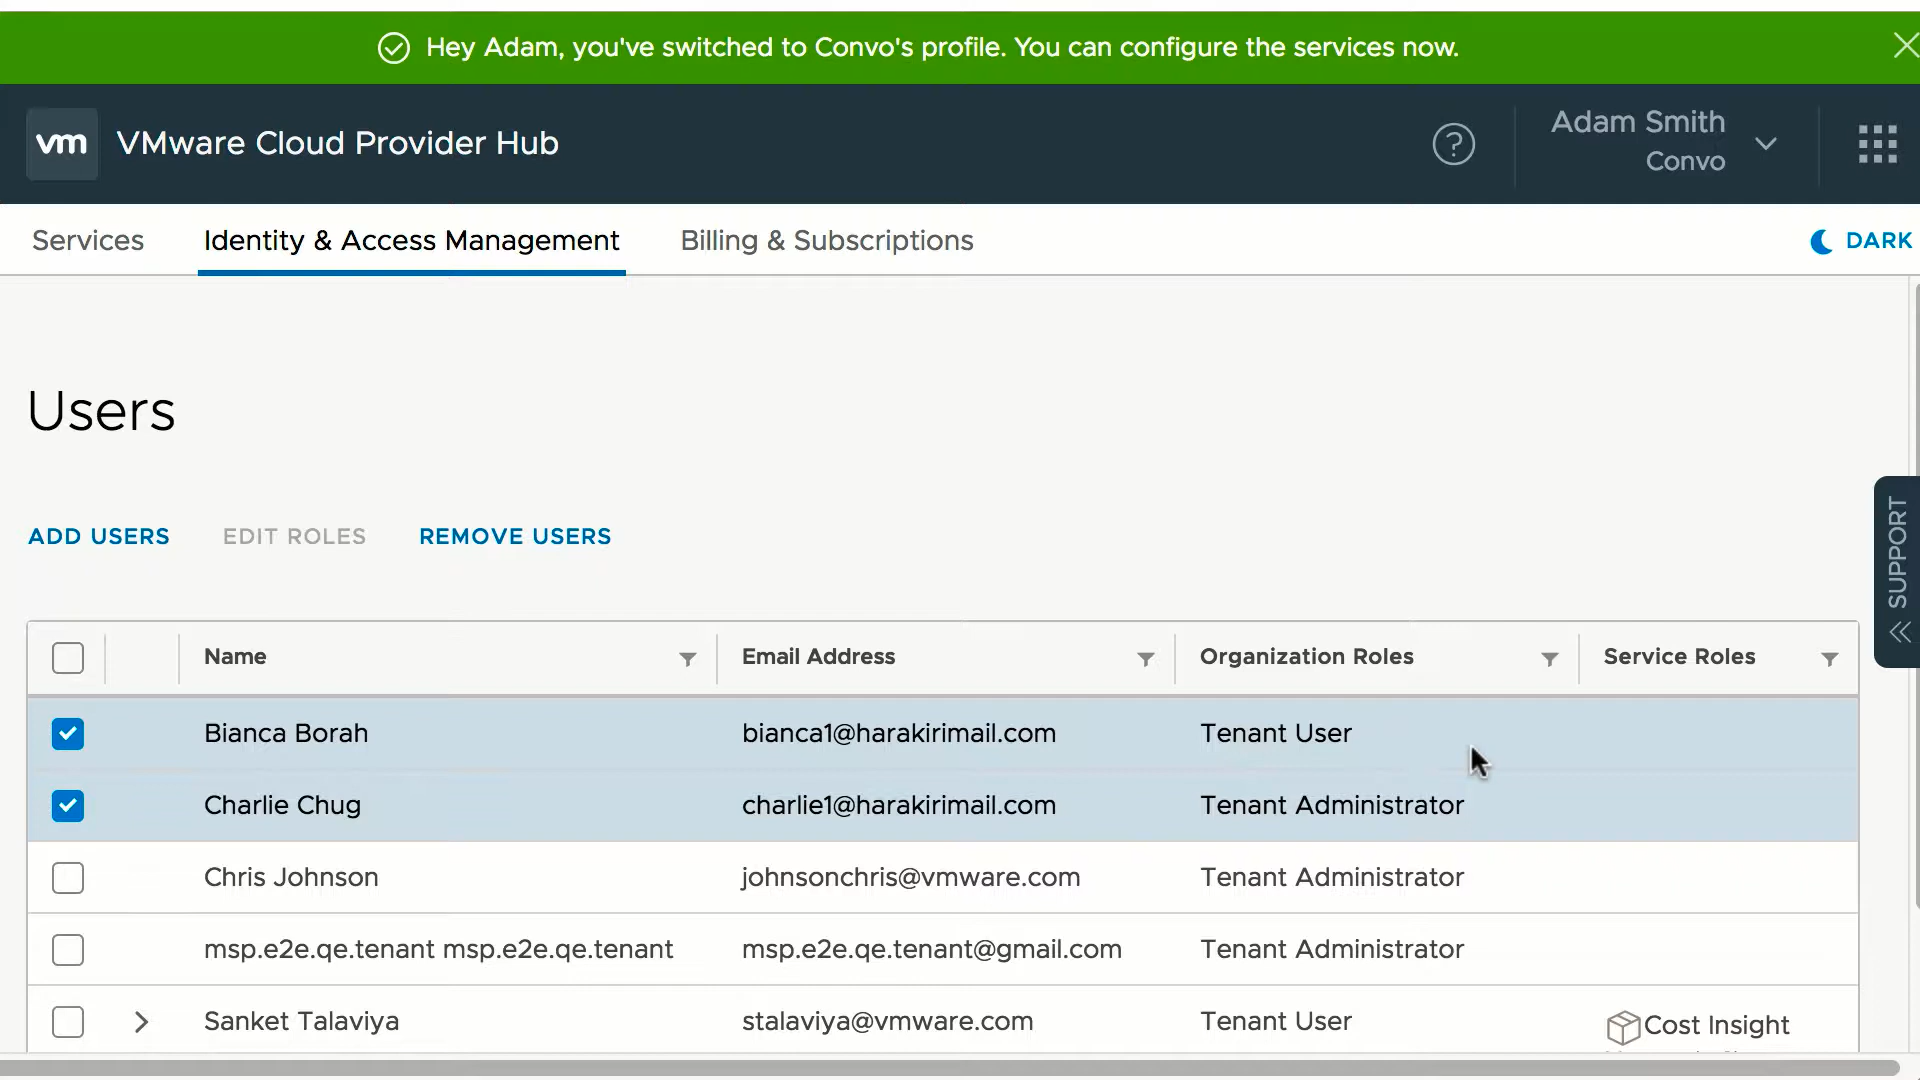 Hey Adam, you've switched to Convo's profile. You can configure the services now.
vm VMware Cloud Provider Hub
Adam Smith
Convo
Services Identity & Access Management Billing & Subscriptions DARK
Users
ADD USERS EDIT ROLES REMOVE USERS
SUPPORT
Name Email Address Organization Roles Service Roles
Bianca Borah bianca1@harakirimail.com Tenant User
Charlie Chug charlie1@harakirimail.com Tenant Administrator
Chris Johnson johnsonchris@vmware.com Tenant Administrator
msp.e2e.qe.tenant msp.e2e.qe.tenant msp.e2e.qe.tenant@gmail.com Tenant Administrator
Sanket Talaviya stalaviya@vmware.com Tenant User Cost Insight